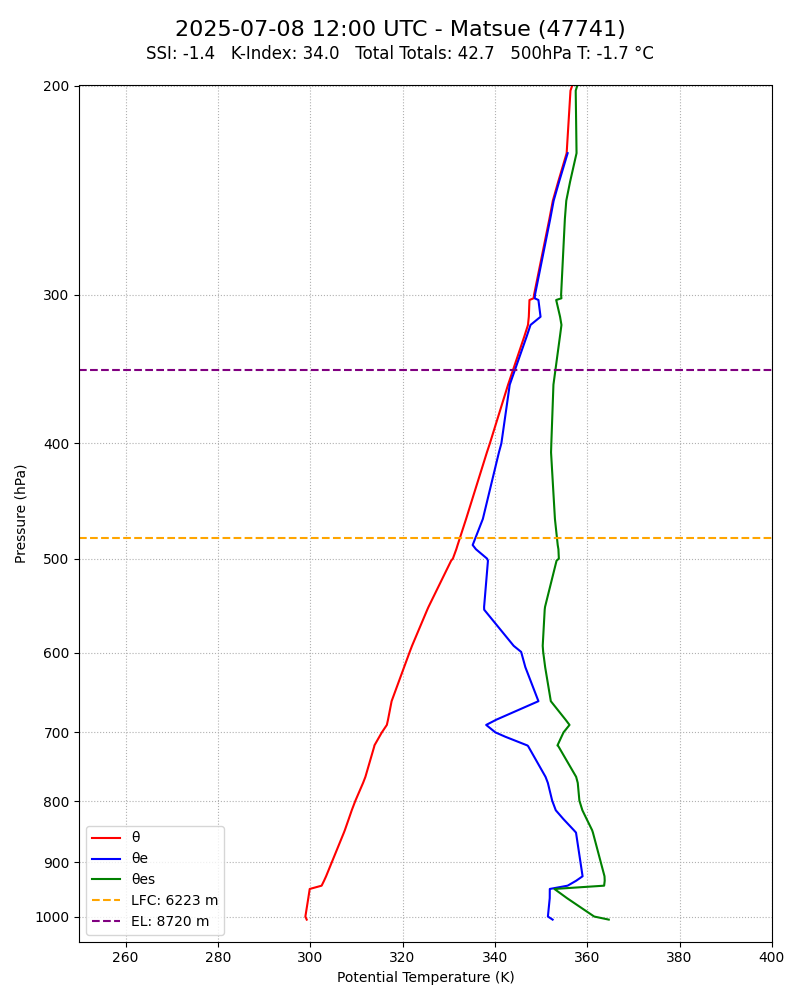 2025-07-08 12:00 UTC - Matsue (47741)
SSI: -1.4 K-Index: 34.0 Total Totals: 42.7 500hPa T: -1.7 °C
200
300
400
500
600
700
800
900
1000
Pressure (hPa)
θ
θe
θes
LFC: 6223 m
EL: 8720 m
260 280 300 320 340 360 380 400
Potential Temperature (K)